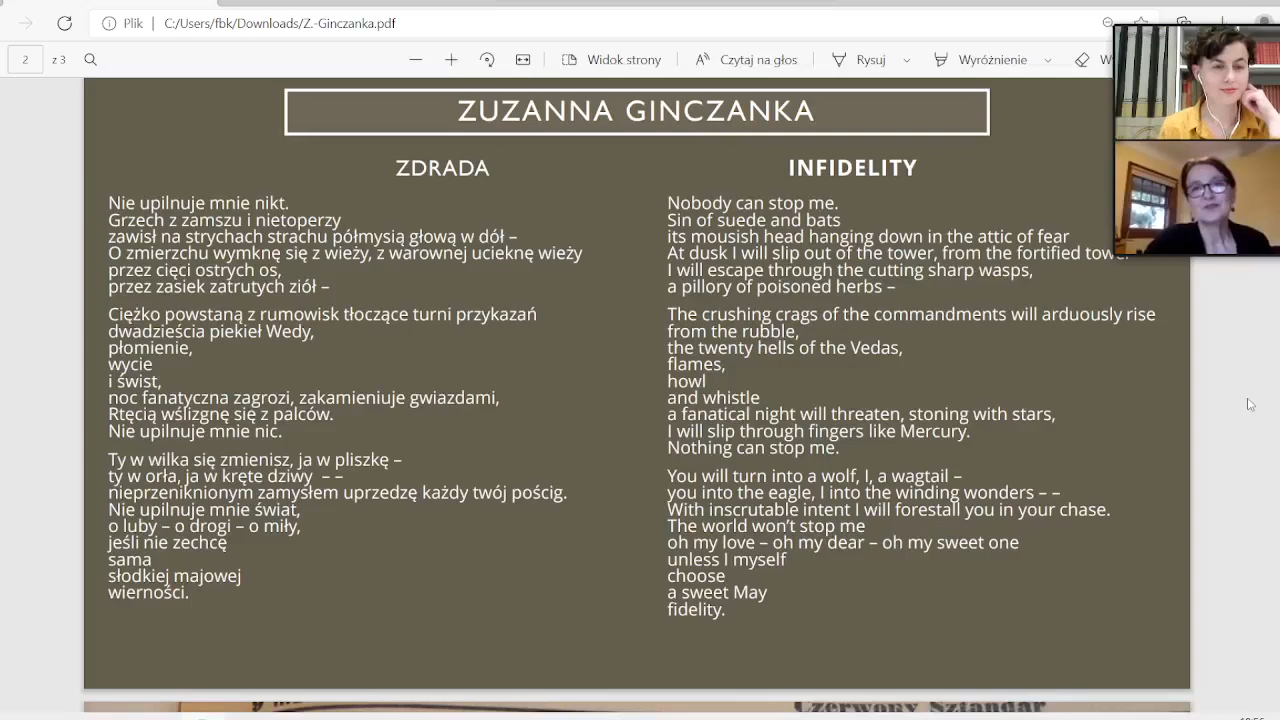 Plik
C:/Users/fbk/Downloads/Z.-Ginczanka.pdf
2 z 3
Widok strony
Czytaj na głos
Rysuj
Wyróżnienie
ZUZANNA GINCZANKA
ZDRADA
Nie upilnuje mnie nikt.
Grzech z zamszu i nietoperzy
zawisł na strychach strachu półmysią głową w dół –
O zmierzchu wymknę się z wieży, z warownej ucieknę wieży
przez cięci ostrych os,
przez zasiek zatrutych ziół –
Ciężko powstaną z rumowisk tłoczące turni przykazań
dwadzieścia piekieł Wedy,
płomienie,
wycie
i świst,
noc fanatyczna zagrozi, zakamieniuje gwiazdami,
Rtęcią wślizgnę się z palców.
Nie upilnuje mnie nic.
Ty w wilka się zmienisz, ja w pliszkę –
ty w orła, ja w kręte dziwy – –
nieprzeniknionym zamysłem uprzedzę każdy twój pościg.
Nie upilnuje mnie świat,
o luby – o drogi – o miły,
jeśli nie zechcę
sama
słodkiej majowej
wierności.
INFIDELITY
Nobody can stop me.
Sin of suede and bats
its mousish head hanging down in the attic of fear
At dusk I will slip out of the tower, from the fortified tower
I will escape through the cutting sharp wasps,
a pillory of poisoned herbs –
The crushing crags of the commandments will arduously rise
from the rubble,
the twenty hells of the Vedas,
flames,
howl
and whistle
a fanatical night will threaten, stoning with stars,
I will slip through fingers like Mercury.
Nothing can stop me.
You will turn into a wolf, I, a wagtail –
you into the eagle, I into the winding wonders – –
With inscrutable intent I will forestall you in your chase.
The world won't stop me
oh my love – oh my dear – oh my sweet one
unless I myself
choose
a sweet May
fidelity.
Czerwony Sztandar